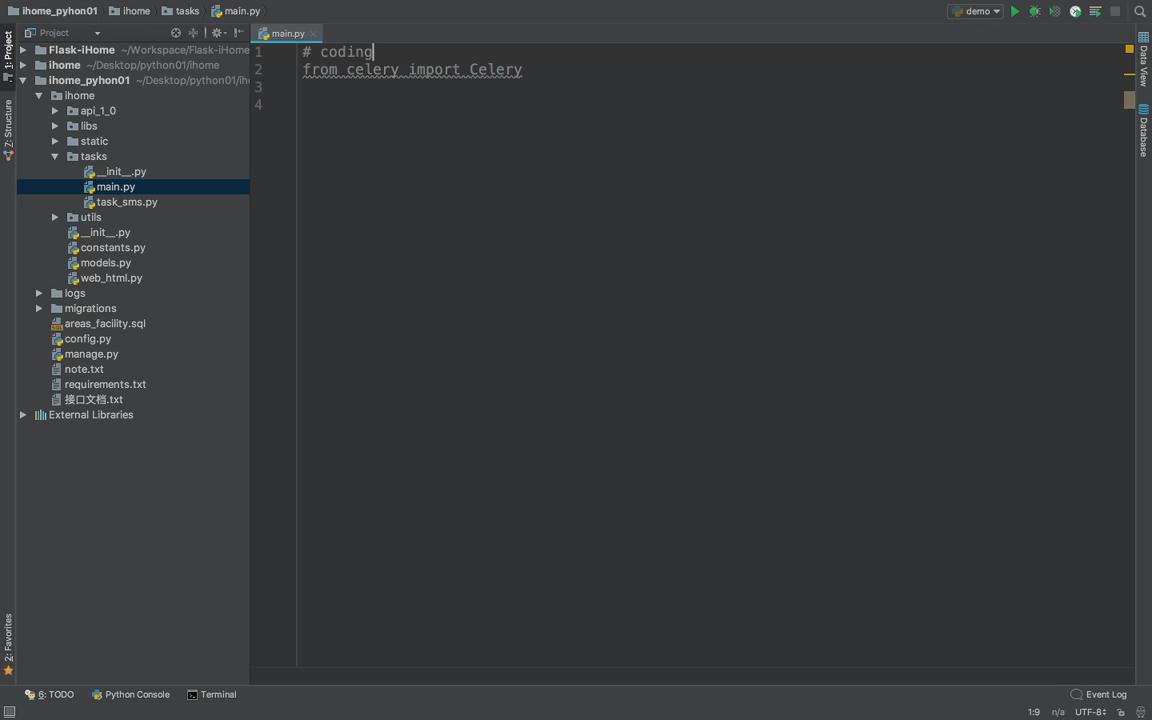 ihome_pyhon01 ihome tasks main.py demo
Project main.py
1: Project
7: Structure
2: Favorites
Flask-iHome ~/Workspace/Flask-iHome
ihome ~/Desktop/python01/ihome
ihome_pyhon01 ~/Desktop/python01/ih
ihome
api_1_0
libs
static
tasks
__init__.py
main.py
task_sms.py
utils
__init__.py
constants.py
models.py
web_html.py
logs
migrations
areas_facility.sql
config.py
manage.py
note.txt
requirements.txt
接口文档.txt
External Libraries
1 # coding
2 from celery import Celery
3
4
Data View
Database
6: TODO Python Console Terminal Event Log
1:9 n/a UTF-8